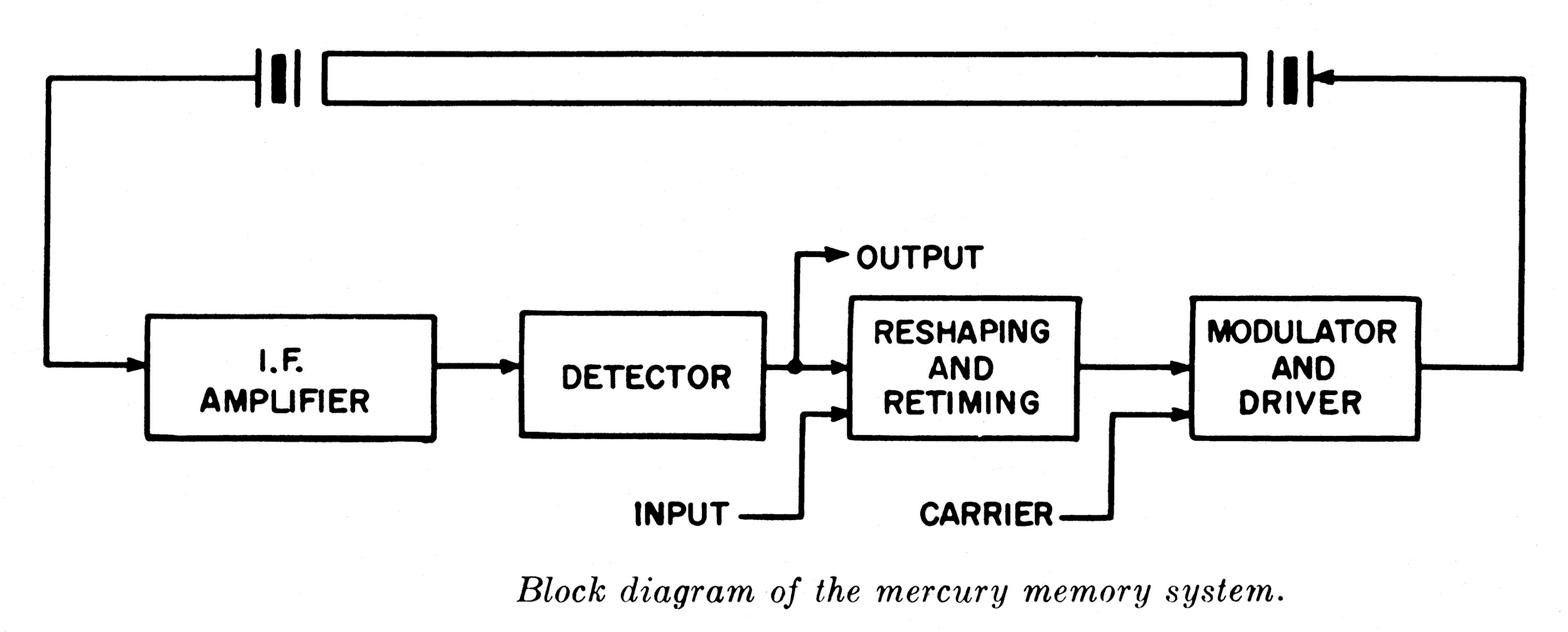 OUTPUT
I.F.
AMPLIFIER
DETECTOR
RESHAPING
AND
RETIMING
MODULATOR
AND
DRIVER
INPUT
CARRIER
Block diagram of the mercury memory system.